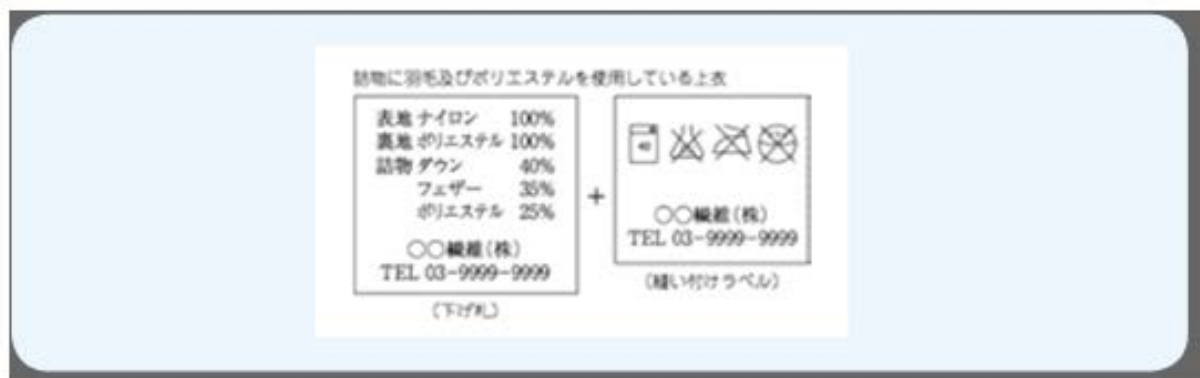 詰物に羽毛及びポリエステルを使用している上衣
表地 ナイロン 100%
裏地 ポリエステル 100%
詰物 ダウン 40%
フェザー 35%
ポリエステル 25%
○○繊維(株)
TEL 03-9999-9999
(下げ札)
+
40
○○繊維(株)
TEL 03-9999-9999
(縫い付けラベル)